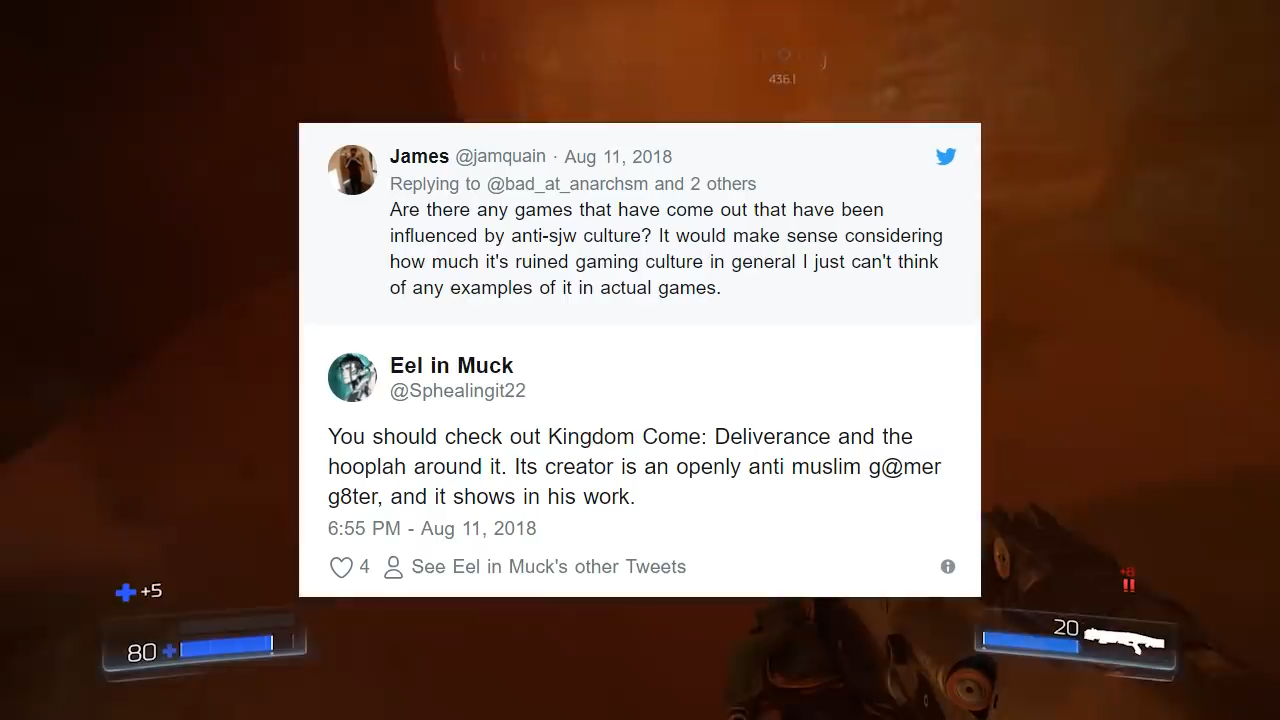 436.1
James @jamquain · Aug 11, 2018
Replying to @bad_at_anarchsm and 2 others
Are there any games that have come out that have been
influenced by anti-sjw culture? It would make sense considering
how much it's ruined gaming culture in general I just can't think
of any examples of it in actual games.
Eel in Muck
@Sphealingit22
You should check out Kingdom Come: Deliverance and the
hooplah around it. Its creator is an openly anti muslim g@mer
g8ter, and it shows in his work.
6:55 PM - Aug 11, 2018
4 See Eel in Muck's other Tweets
+5
80
+8
20